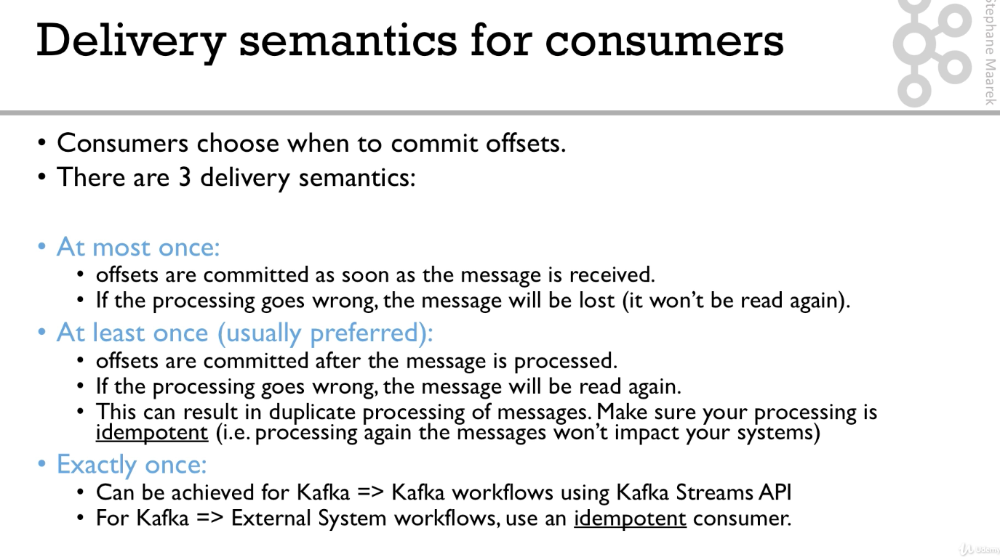 Delivery semantics for consumers
Stephane Maarek
• Consumers choose when to commit offsets.
• There are 3 delivery semantics:
• At most once:
• offsets are committed as soon as the message is received.
• If the processing goes wrong, the message will be lost (it won’t be read again).
• At least once (usually preferred):
• offsets are committed after the message is processed.
• If the processing goes wrong, the message will be read again.
• This can result in duplicate processing of messages. Make sure your processing is
idempotent (i.e. processing again the messages won’t impact your systems)
• Exactly once:
• Can be achieved for Kafka => Kafka workflows using Kafka Streams API
• For Kafka => External System workflows, use an idempotent consumer.
Udemy